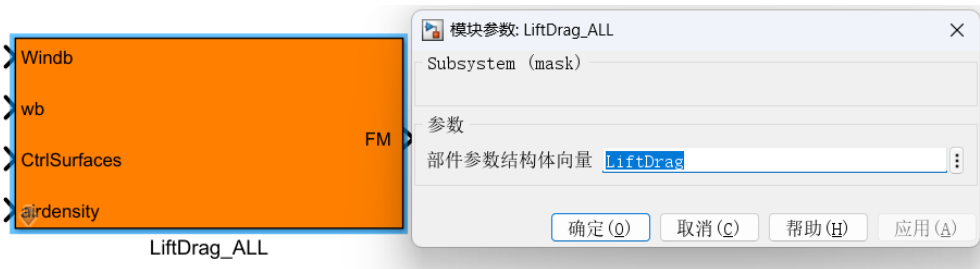 Windb
wb
CtrlSurfaces
airdensity
FM
LiftDrag_ALL
模块参数: LiftDrag_ALL
Subsystem (mask)
参数
部件参数结构体向量 LiftDrag
确定(O) 取消(C) 帮助(H) 应用(A)